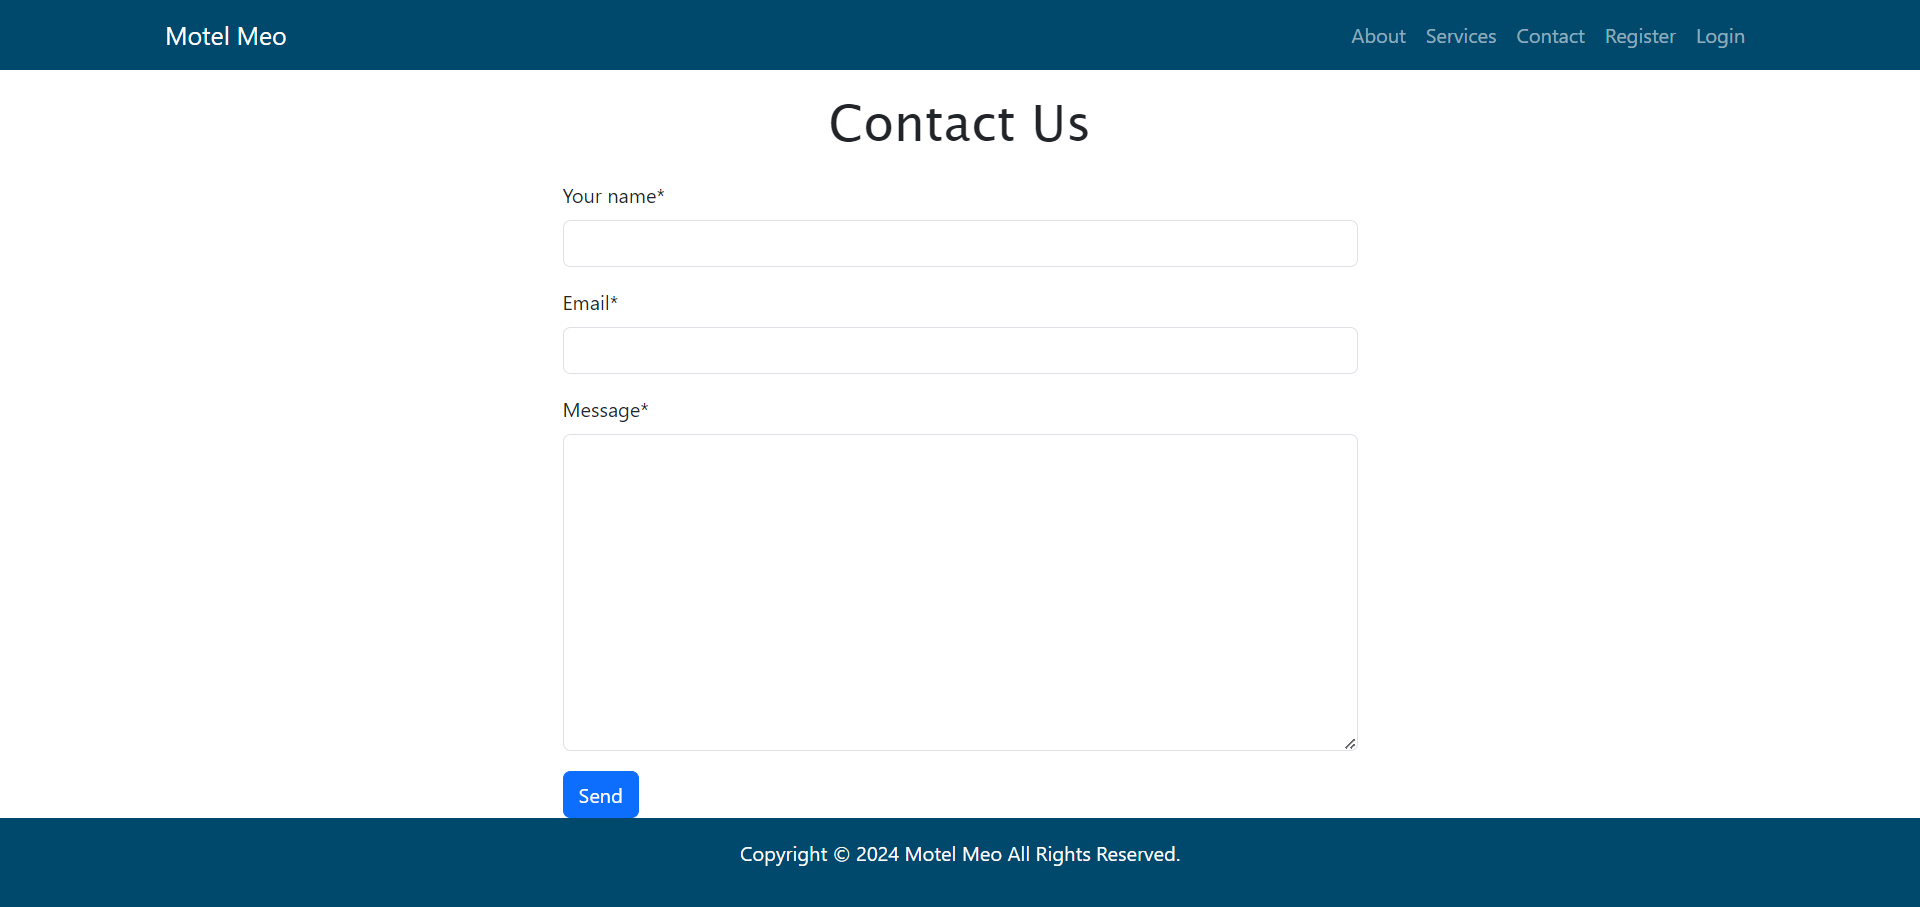 Motel Meo
About Services Contact Register Login
Contact Us
Your name*
Email*
Message*
Send
Copyright © 2024 Motel Meo All Rights Reserved.